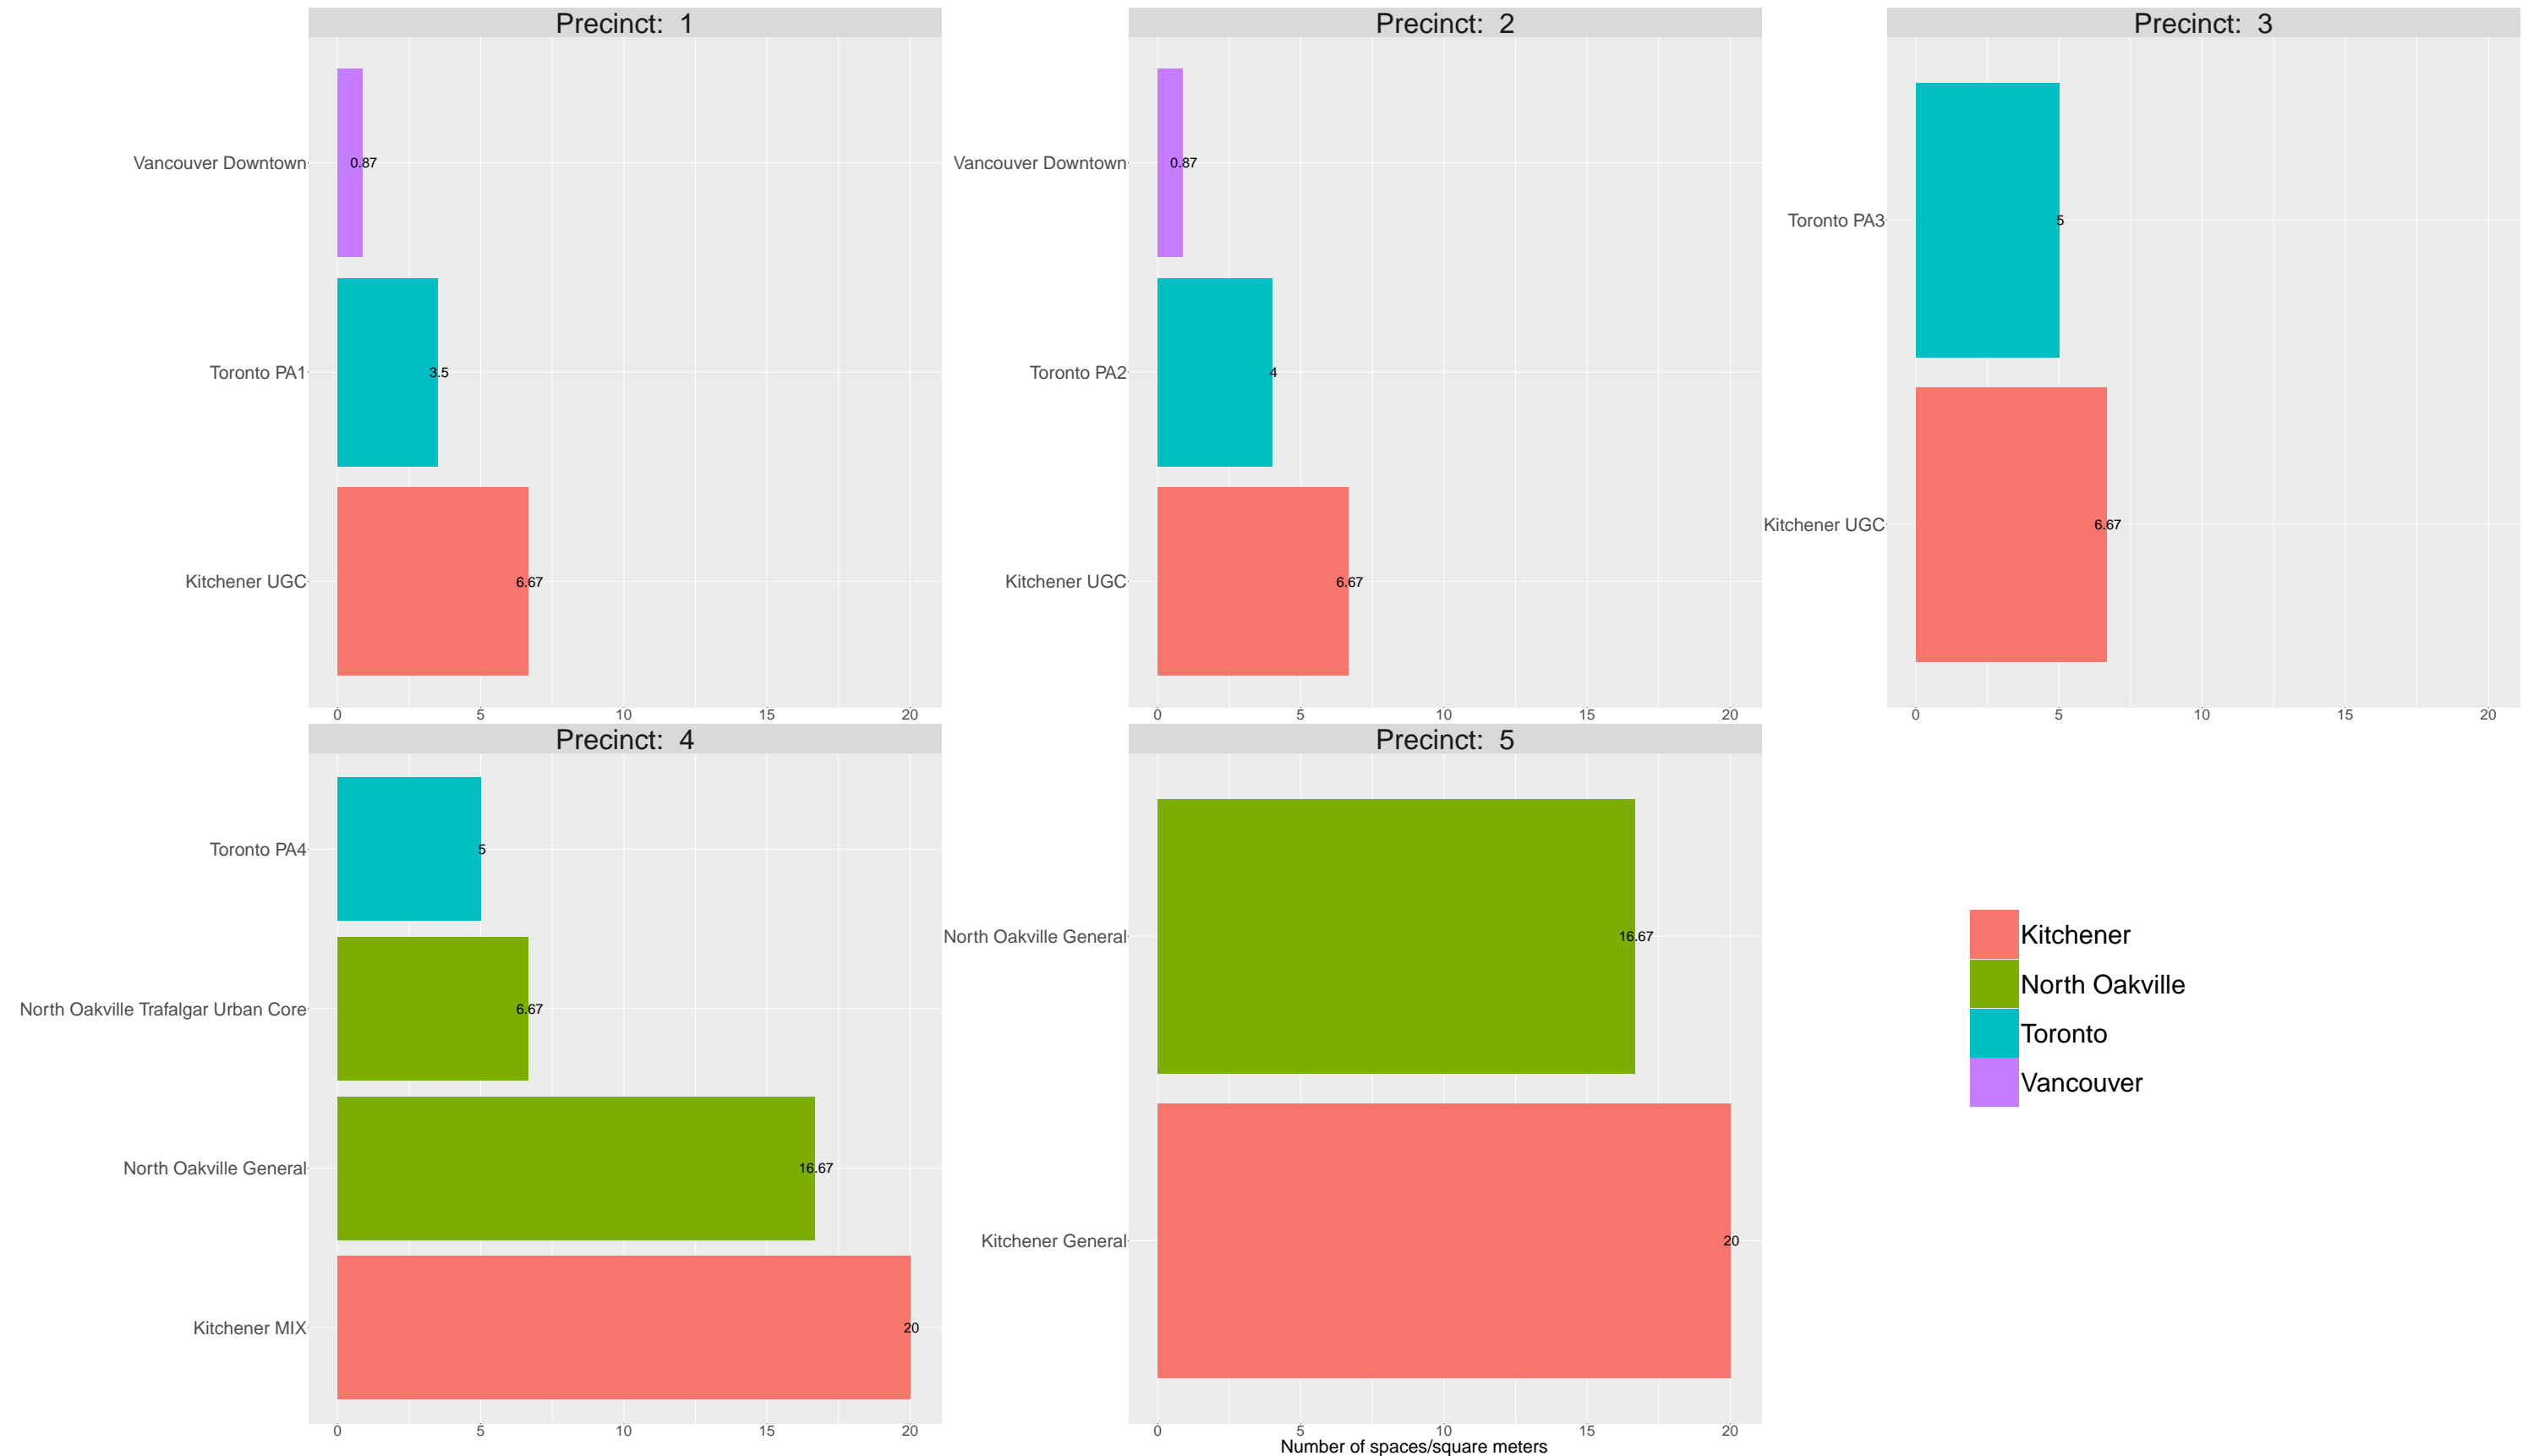 Precinct: 1
Vancouver Downtown
0.87
Toronto PA1
3.5
Kitchener UGC
6.67
0 5 10 15 20
Precinct: 2
Vancouver Downtown
0.87
Toronto PA2
4
Kitchener UGC
6.67
0 5 10 15 20
Precinct: 3
Toronto PA3
5
Kitchener UGC
6.67
0 5 10 15 20
Precinct: 4
Toronto PA4
5
North Oakville Trafalgar Urban Core
6.67
North Oakville General
16.67
Kitchener MIX
20
0 5 10 15 20
Precinct: 5
North Oakville General
16.67
Kitchener General
20
0 5 10 15 20
Number of spaces/square meters
Kitchener
North Oakville
Toronto
Vancouver